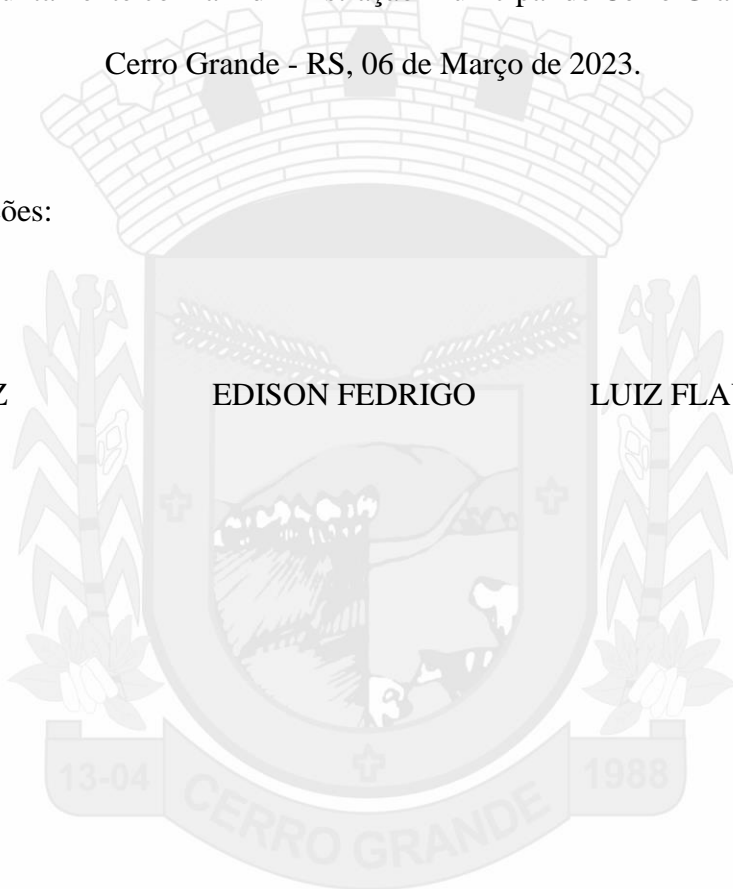 Cerro Grande - RS, 06 de Março de 2023.
ões:
Z EDISON FEDRIGO LUIZ FLA
13-04 CERRO GRANDE 1988